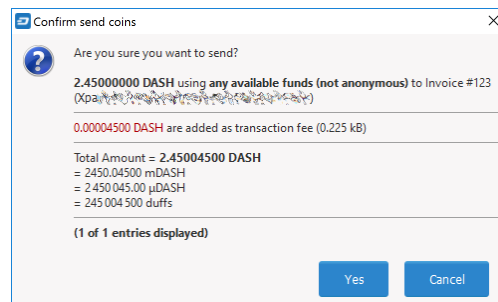 Confirm send coins
Are you sure you want to send?
2.45000000 DASH using any available funds (not anonymous) to Invoice #123
(Xpa
0.00004500 DASH are added as transaction fee (0.225 kB)
Total Amount = 2.45004500 DASH
= 2450.04500 mDASH
= 2 450 045.00 µDASH
= 245 004 500 duffs
(1 of 1 entries displayed)
Yes Cancel